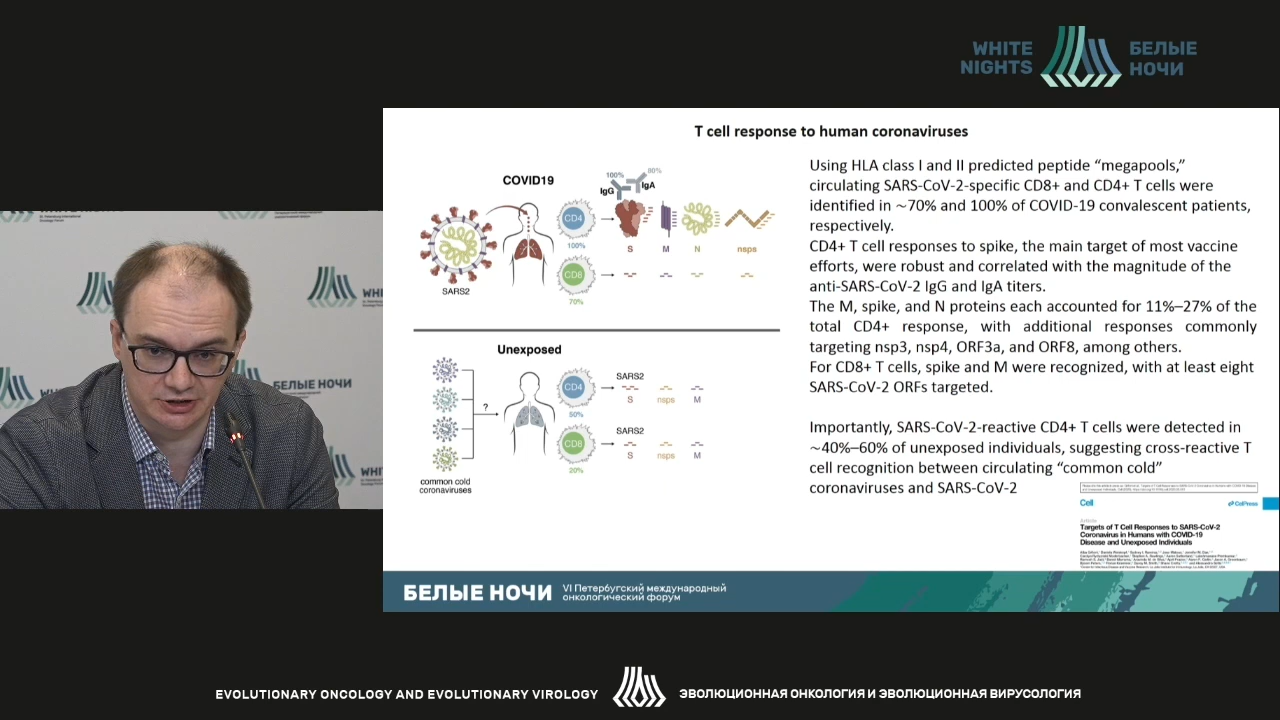 WHITE
NIGHTS
БЕЛЫЕ
НОЧИ
T cell response to human coronaviruses
COVID19
100%
80%
IgG
IgA
CD4
100%
S
M
N
nsps
CD8
70%
SARS2
Unexposed
?
CD4
50%
SARS2
S
nsps
M
CD8
20%
SARS2
S
nsps
M
common cold
coronaviruses
Using HLA class I and II predicted peptide “megapools,”
circulating SARS-CoV-2-specific CD8+ and CD4+ T cells were
identified in ~70% and 100% of COVID-19 convalescent patients,
respectively.
CD4+ T cell responses to spike, the main target of most vaccine
efforts, were robust and correlated with the magnitude of the
anti-SARS-CoV-2 IgG and IgA titers.
The M, spike, and N proteins each accounted for 11%–27% of the
total CD4+ response, with additional responses commonly
targeting nsp3, nsp4, ORF3a, and ORF8, among others.
For CD8+ T cells, spike and M were recognized, with at least eight
SARS-CoV-2 ORFs targeted.
Importantly, SARS-CoV-2-reactive CD4+ T cells were detected in
~40%–60% of unexposed individuals, suggesting cross-reactive T
cell recognition between circulating “common cold”
coronaviruses and SARS-CoV-2
Cell
CellPress
Article
Targets of T Cell Responses to SARS-CoV-2
Coronavirus in Humans with COVID-19
Disease and Unexposed Individuals
БЕЛЫЕ НОЧИ
БЕЛЫЕ НОЧИ
VI Петербургский международный
онкологический форум
EVOLUTIONARY ONCOLOGY AND EVOLUTIONARY VIROLOGY
ЭВОЛЮЦИОННАЯ ОНКОЛОГИЯ И ЭВОЛЮЦИОННАЯ ВИРУСОЛОГИЯ